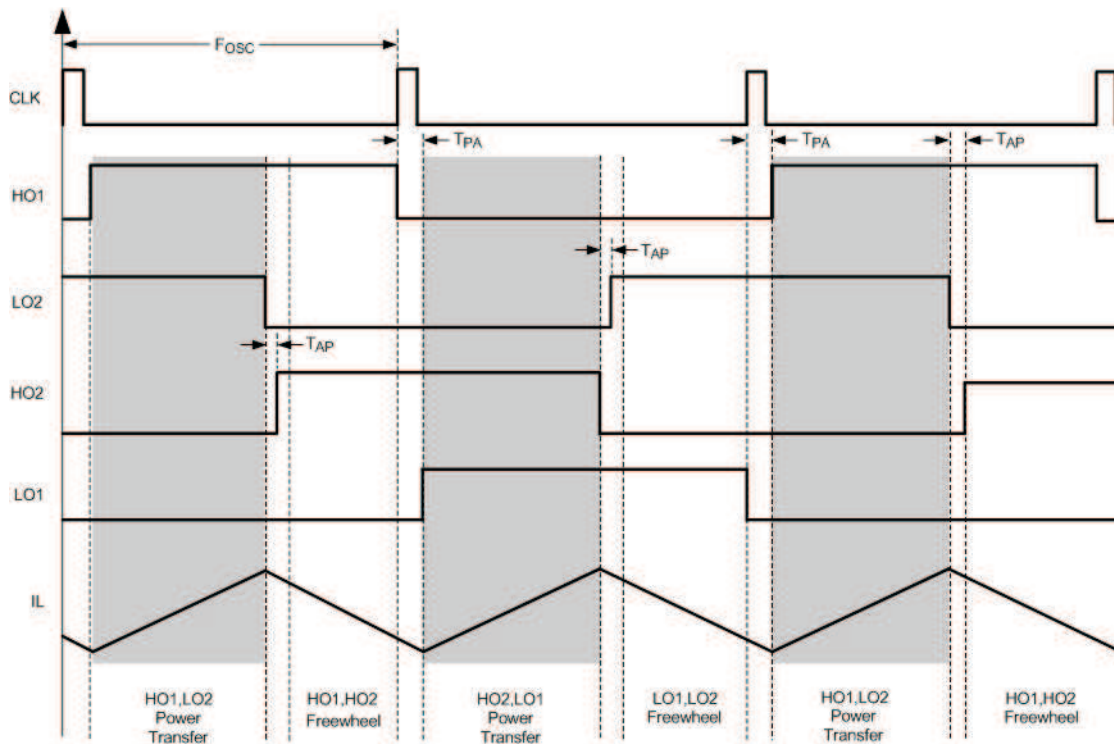 FOSC
CLK
TPA
TPA
TAP
HO1
TAP
LO2
TAP
HO2
LO1
IL
HO1,LO2
Power
Transfer
HO1,HO2
Freewheel
HO2,LO1
Power
Transfer
LO1,LO2
Freewheel
HO1,LO2
Power
Transfer
HO1,HO2
Freewheel